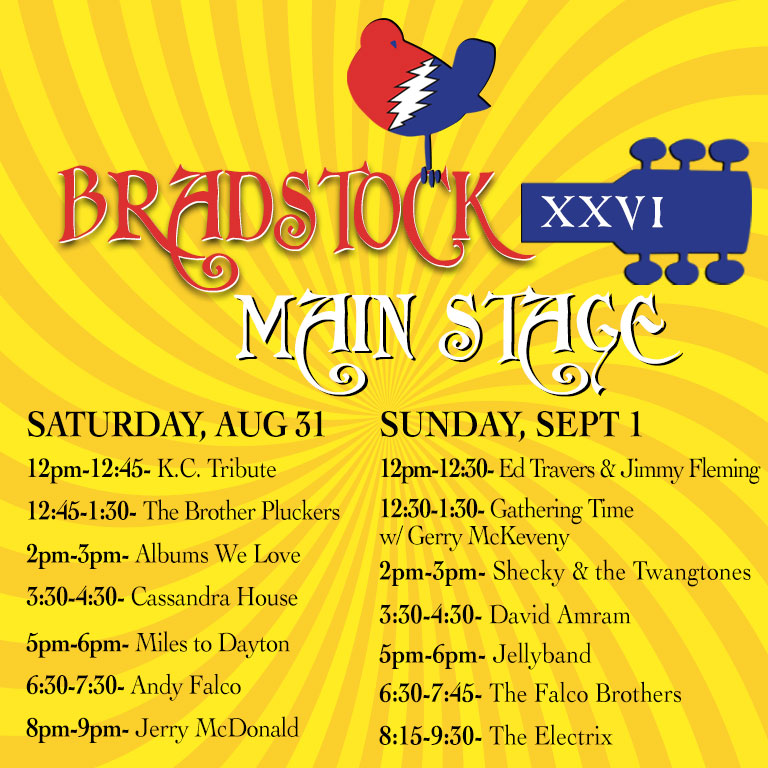 BRADSTOCK
XXVI
MAIN STAGE
SATURDAY, AUG 31
12pm-12:45- K.C. Tribute
12:45-1:30- The Brother Pluckers
2pm-3pm- Albums We Love
3:30-4:30- Cassandra House
5pm-6pm- Miles to Dayton
6:30-7:30- Andy Falco
8pm-9pm- Jerry McDonald
SUNDAY, SEPT 1
12pm-12:30- Ed Travers & Jimmy Fleming
12:30-1:30- Gathering Time
w/ Gerry McKeveny
2pm-3pm- Shecky & the Twangtones
3:30-4:30- David Amram
5pm-6pm- Jellyband
6:30-7:45- The Falco Brothers
8:15-9:30- The Electrix